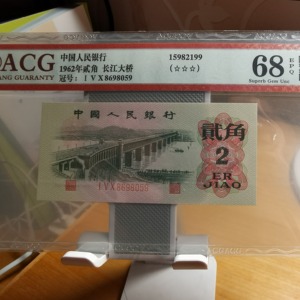 ACG
中国人民银行
15982199
68 EPQ
ANG GUARANTY
1962年贰角 长江大桥
(☆☆☆)
Superb Gem Unc
冠号: I V X 8698059
中国人民银行
贰角
2
ER
JIAO
I V X 8698059